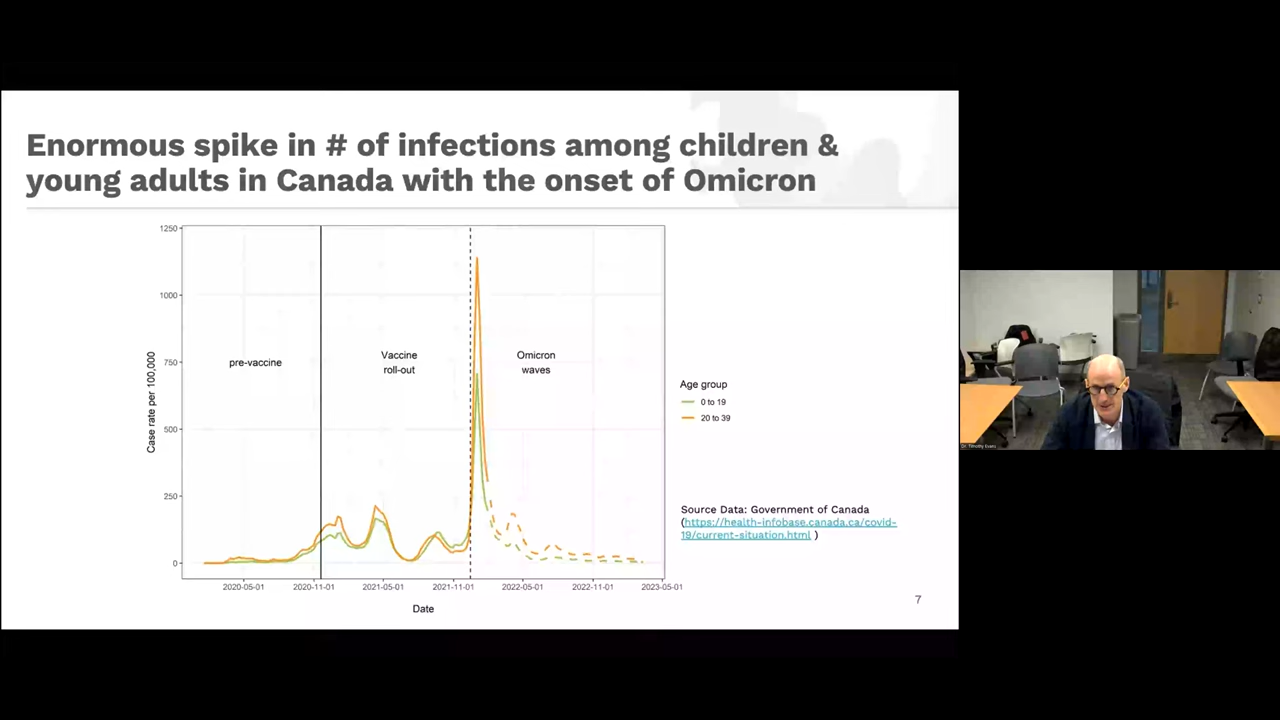 Enormous spike in # of infections among children &
young adults in Canada with the onset of Omicron
1250
1000
750
500
250
0
Case rate per 100,000
pre-vaccine
Vaccine
roll-out
Omicron
waves
2020-05-01
2020-11-01
2021-05-01
2021-11-01
2022-05-01
2022-11-01
2023-05-01
Date
Age group
0 to 19
20 to 39
Source Data: Government of Canada
(https://health-infobase.canada.ca/covid-
19/current-situation.html )
7
Dr. Timothy Evans